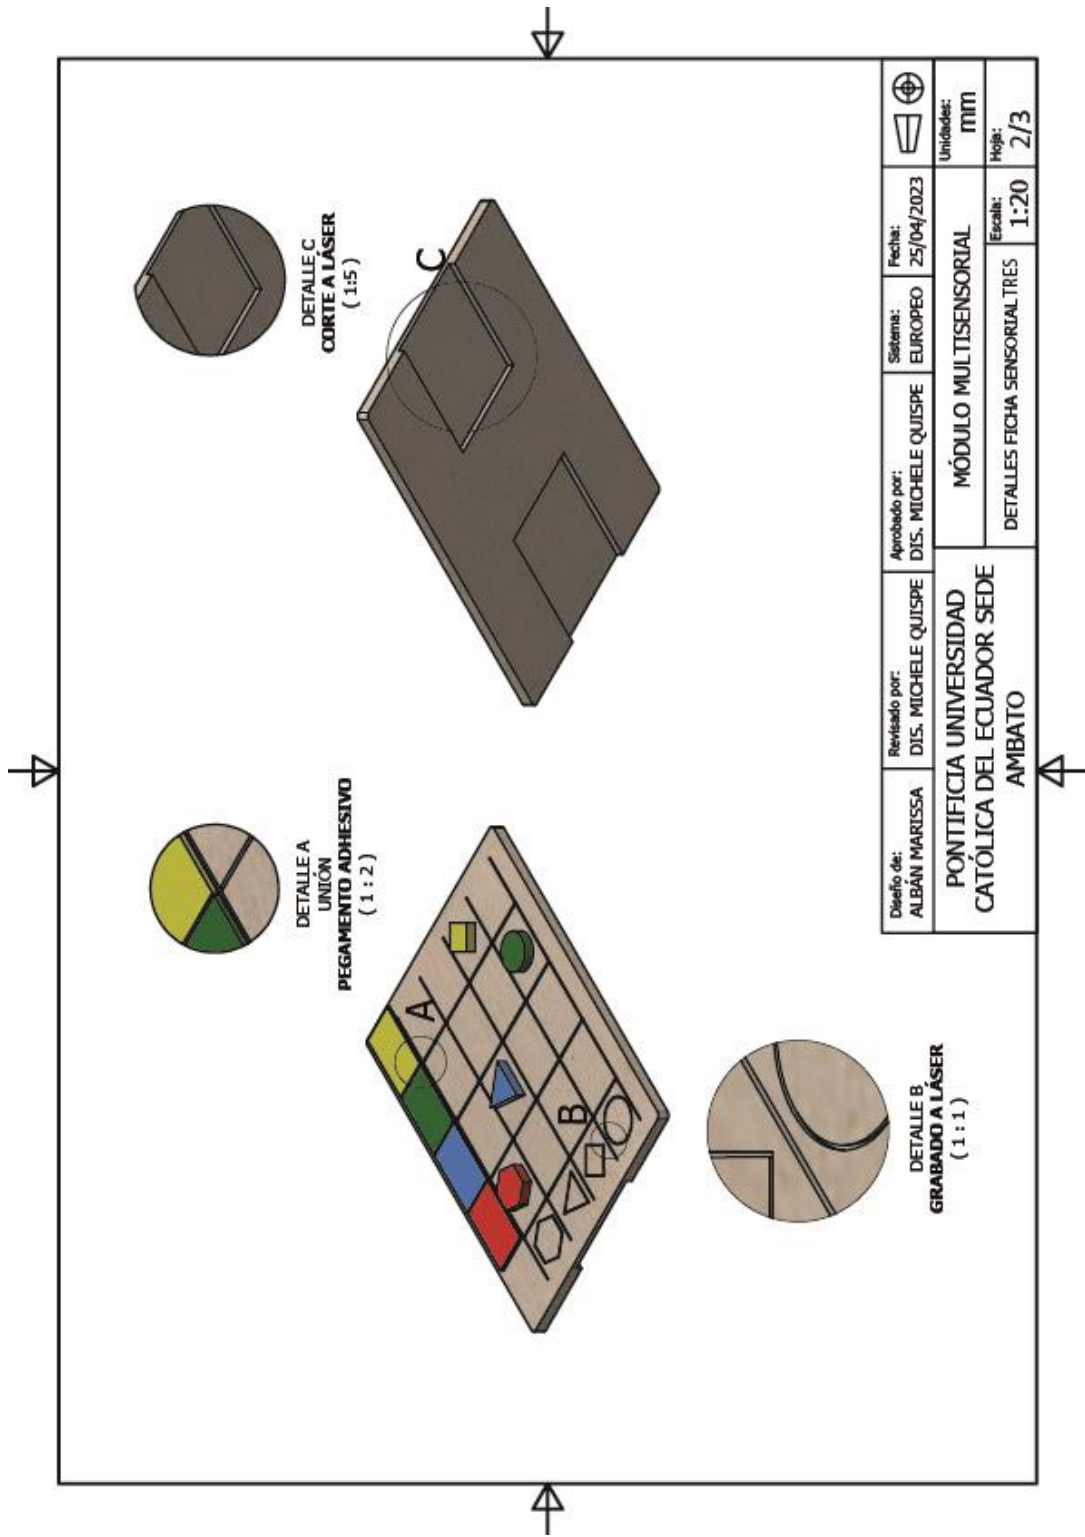 DETALLE A
UNIÓN
PEGAMENTO ADHESIVO
( 1 : 2 )
DETALLE C
CORTE A LÁSER
( 1:5 )
A
B
C
DETALLE B
GRABADO A LÁSER
( 1 : 1 )
Diseño de:
ALBÁN MARISSA
Revisado por:
DIS. MICHELE QUISPE
Aprobado por:
DIS. MICHELE QUISPE
Sistema:
EUROPEO
Fecha:
25/04/2023
PONTIFICIA UNIVERSIDAD
CATÓLICA DEL ECUADOR SEDE
AMBATO
MÓDULO MULTISENSORIAL
Unidades:
mm
DETALLES FICHA SENSORIAL TRES
Escala:
1:20
Hoja:
2/3